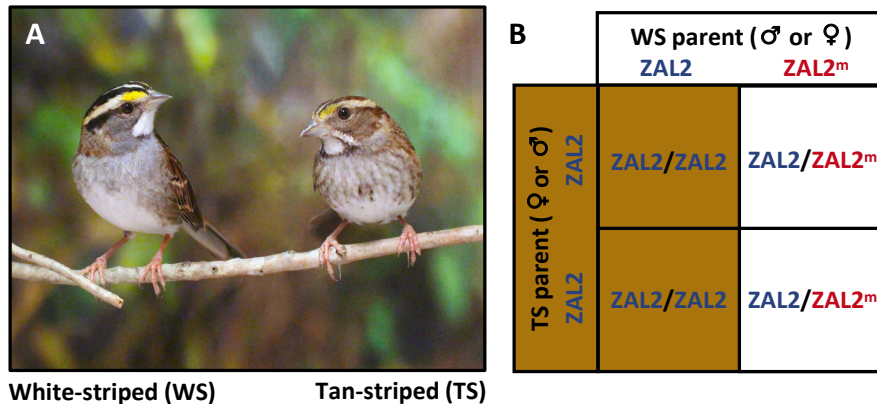 A
White-striped (WS)
Tan-striped (TS)
B
WS parent (♂ or ♀)
ZAL2
ZAL2ᵐ
TS parent (♀ or ♂)
ZAL2
ZAL2
ZAL2/ZAL2
ZAL2/ZAL2ᵐ
ZAL2/ZAL2
ZAL2/ZAL2ᵐ